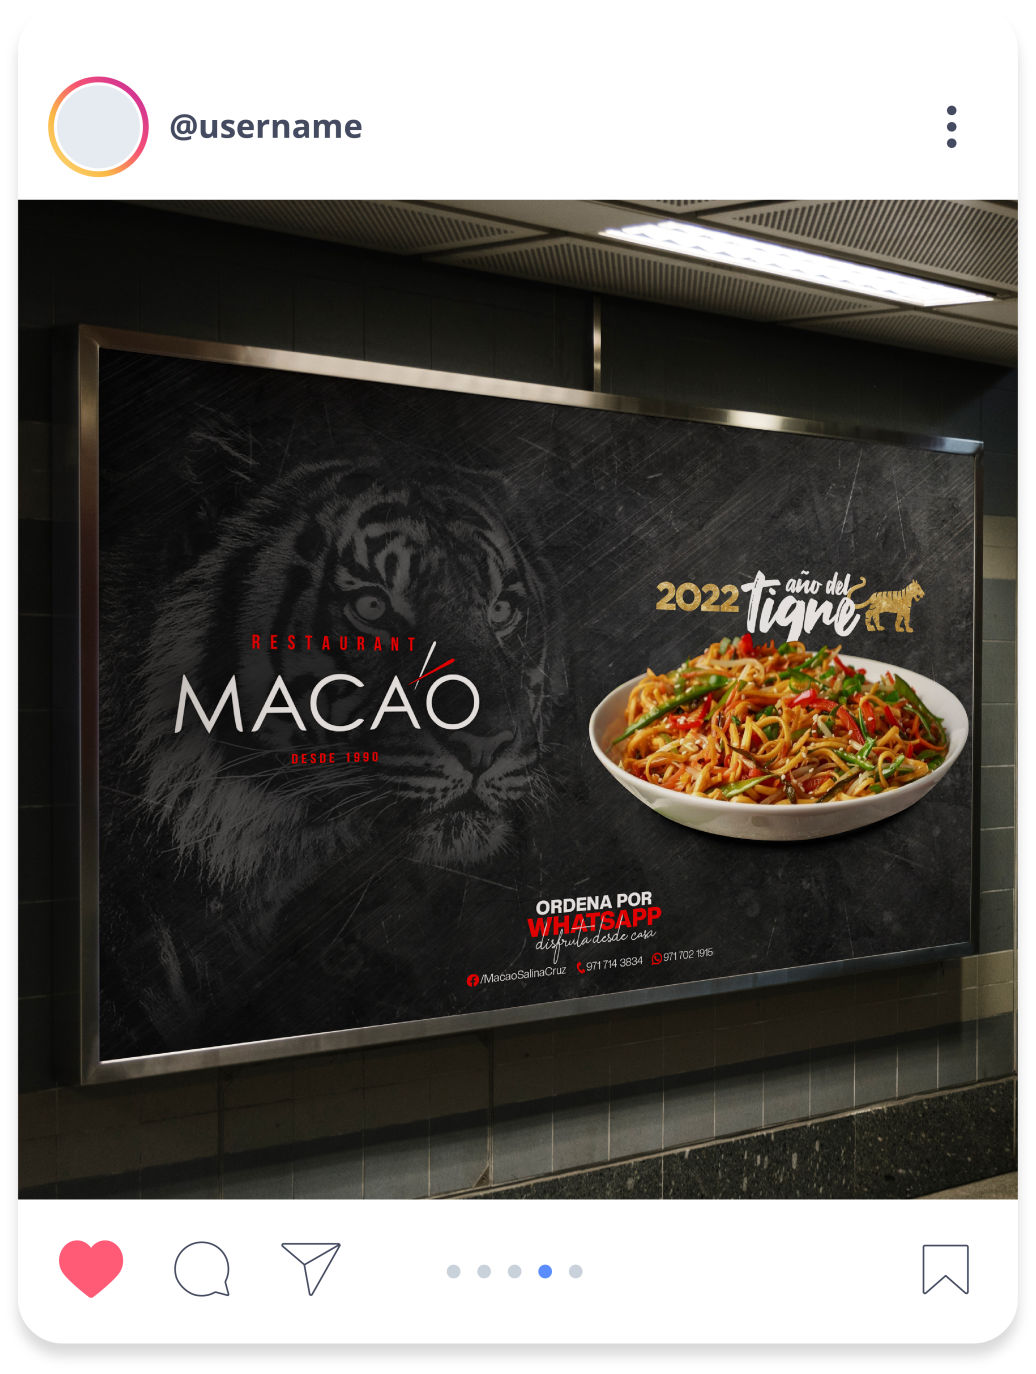 @username
RESTAURANT
MACAO
DESDE 1990
2022 año del
tigre
ORDENA POR
WHATSAPP
disfruta desde casa
/MacaoSalinaCruz 971 714 3834 971 702 1915